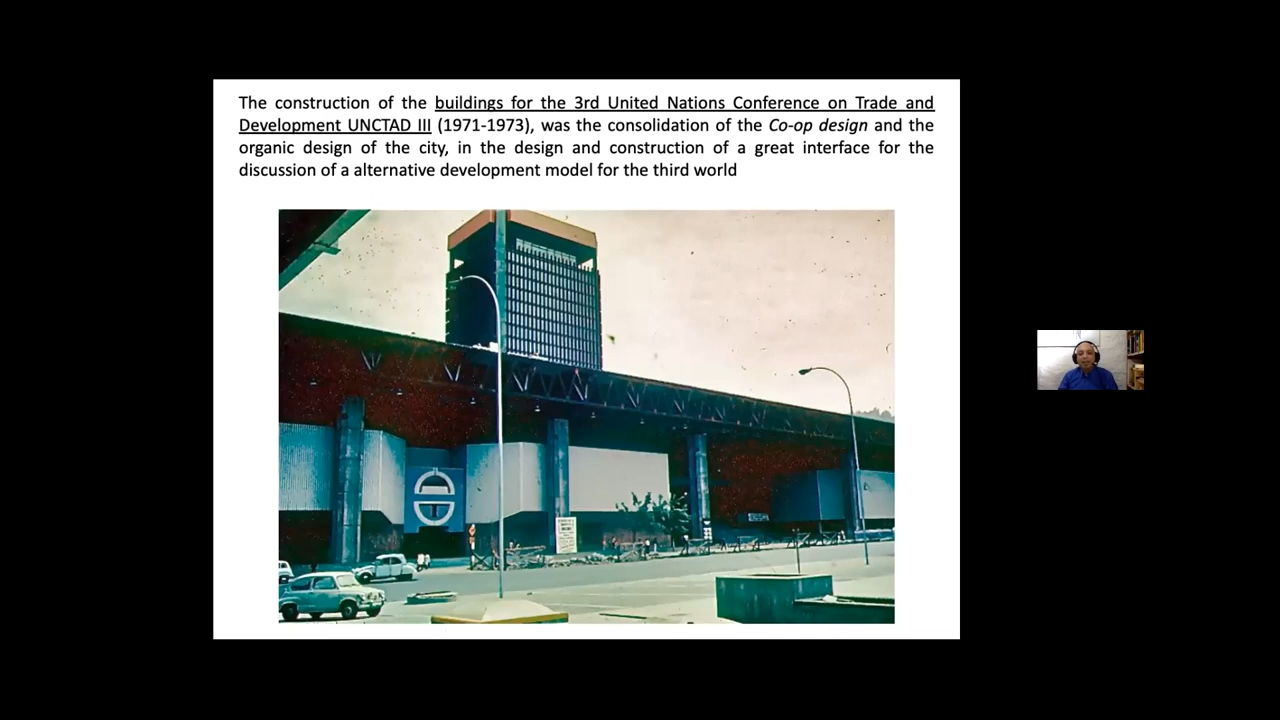 The construction of the buildings for the 3rd United Nations Conference on Trade and
Development UNCTAD III (1971-1973), was the consolidation of the Co-op design and the
organic design of the city, in the design and construction of a great interface for the
discussion of a alternative development model for the third world